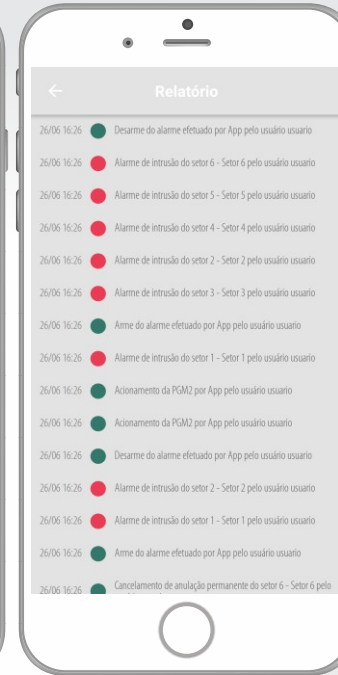 Relatório
26/06 16:26 Desarme do alarme efetuado por App pelo usuário usuario
26/06 16:26 Alarme de intrusão do setor 6 - Setor 6 pelo usuário usuario
26/06 16:26 Alarme de intrusão do setor 5 - Setor 5 pelo usuário usuario
26/06 16:26 Alarme de intrusão do setor 4 - Setor 4 pelo usuário usuario
26/06 16:26 Alarme de intrusão do setor 2 - Setor 2 pelo usuário usuario
26/06 16:26 Alarme de intrusão do setor 3 - Setor 3 pelo usuário usuario
26/06 16:26 Arme do alarme efetuado por App pelo usuário usuario
26/06 16:26 Alarme de intrusão do setor 1 - Setor 1 pelo usuário usuario
26/06 16:26 Acionamento da PGM2 por App pelo usuário usuario
26/06 16:26 Acionamento da PGM2 por App pelo usuário usuario
26/06 16:26 Desarme do alarme efetuado por App pelo usuário usuario
26/06 16:26 Alarme de intrusão do setor 2 - Setor 2 pelo usuário usuario
26/06 16:26 Alarme de intrusão do setor 1 - Setor 1 pelo usuário usuario
26/06 16:26 Arme do alarme efetuado por App pelo usuário usuario
26/06 16:26 Cancelamento de anulação permanente do setor 6 - Setor 6 pelo